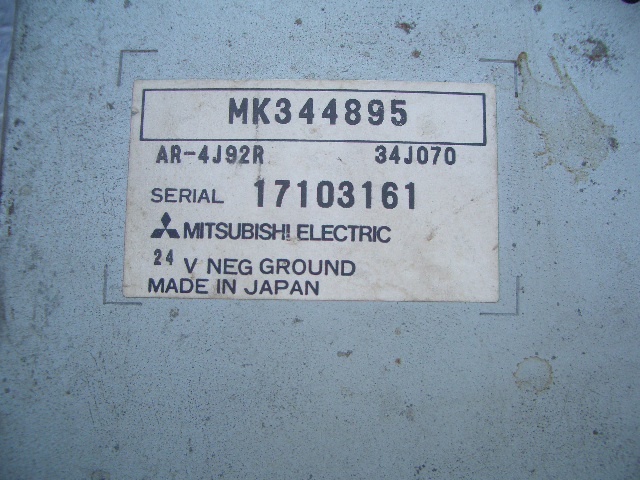 MK344895
AR-4J92R 34J070
SERIAL 17103161
MITSUBISHI ELECTRIC
24 V NEG GROUND
MADE IN JAPAN